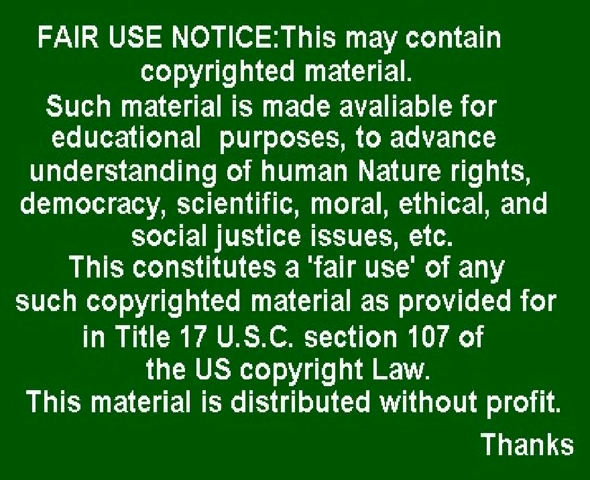 FAIR USE NOTICE:This may contain
copyrighted material.
Such material is made avaliable for
educational  purposes, to advance
understanding of human Nature rights,
democracy, scientific, moral, ethical, and
social justice issues, etc.
This constitutes a 'fair use' of any
such copyrighted material as provided for
in Title 17 U.S.C. section 107 of
the US copyright Law.
This material is distributed without profit.
Thanks